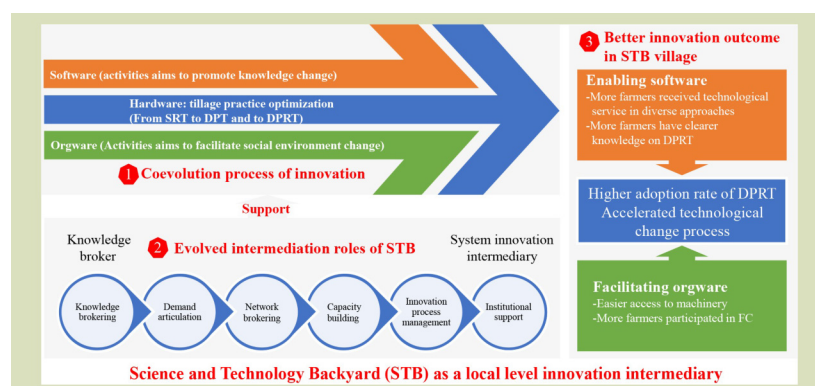 Software (activities aims to promote knowledge change)
Hardware: tillage practice optimization
(From SRT to DPT and to DPRT)
Orgware (Activities aims to facilitate social environment change)
1 Coevolution process of innovation
Support
Knowledge
broker
2 Evolved intermediation roles of STB
System innovation
intermediary
Knowledge
brokering
Demand
articulation
Network
brokering
Capacity
building
Innovation
process
management
Institutional
support
3 Better innovation outcome
in STB village
Enabling software
-More farmers received technological
service in diverse approaches
-More farmers have clearer
knowledge on DPRT
Higher adoption rate of DPRT
Accelerated technological
change process
Facilitating orgware
-Easier access to machinery
-More farmers participated in FC
Science and Technology Backyard (STB) as a local level innovation intermediary